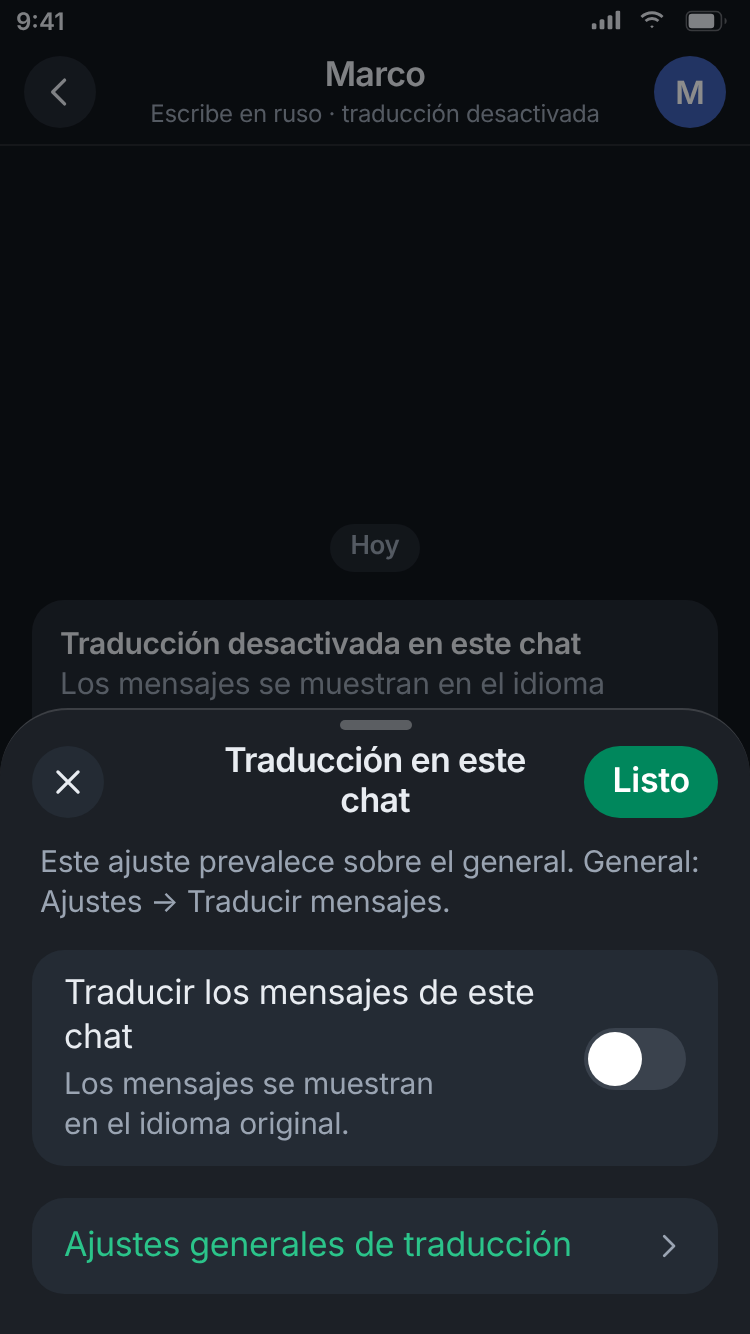 9:41
Marco
Escribe en ruso · traducción desactivada
M
Hoy
Traducción desactivada en este chat
Los mensajes se muestran en el idioma
Traducción en este
chat
Listo
Este ajuste prevalece sobre el general. General:
Ajustes → Traducir mensajes.
Traducir los mensajes de este
chat
Los mensajes se muestran
en el idioma original.
Ajustes generales de traducción